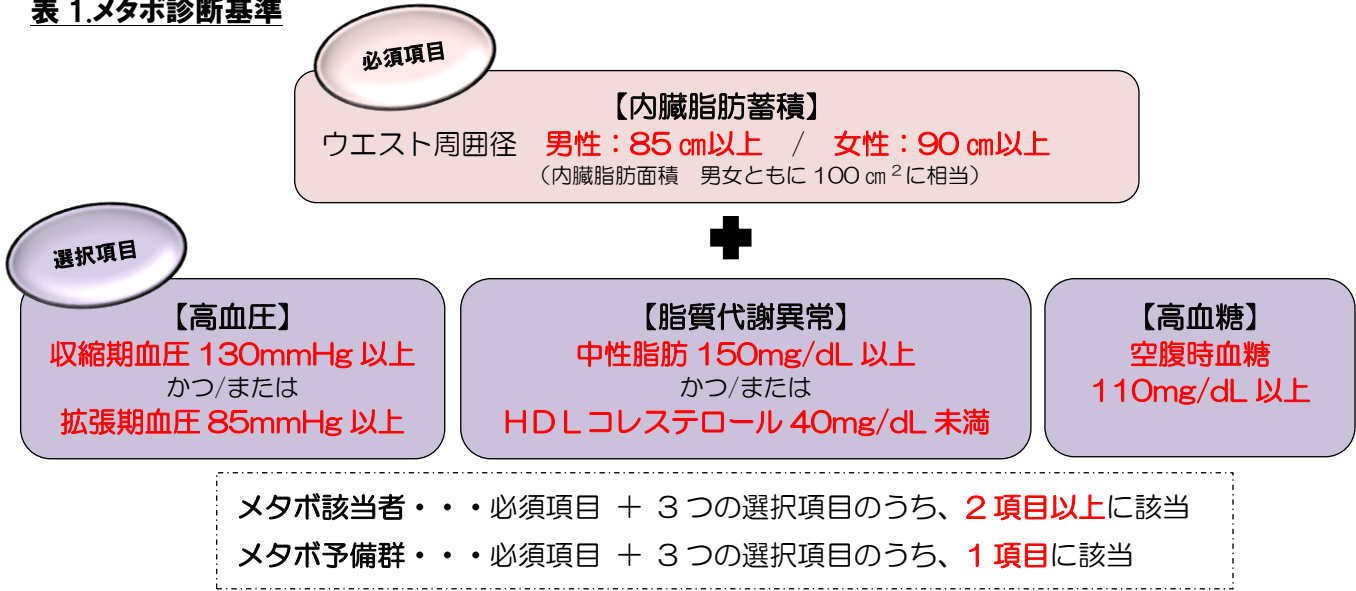 表 1.メタボ診断基準
必須項目
【内臓脂肪蓄積】
ウエスト周囲径 男性：85 ㎝以上 / 女性：90 ㎝以上
（内臓脂肪面積 男女ともに 100 ㎝²に相当）
選択項目
【高血圧】
収縮期血圧 130mmHg 以上
かつ/または
拡張期血圧 85mmHg 以上
【脂質代謝異常】
中性脂肪 150mg/dL 以上
かつ/または
ＨＤＬコレステロール 40mg/dL 未満
【高血糖】
空腹時血糖
110mg/dL 以上
メタボ該当者・・・必須項目 ＋ ３つの選択項目のうち、２項目以上に該当
メタボ予備群・・・必須項目 ＋ ３つの選択項目のうち、１項目に該当